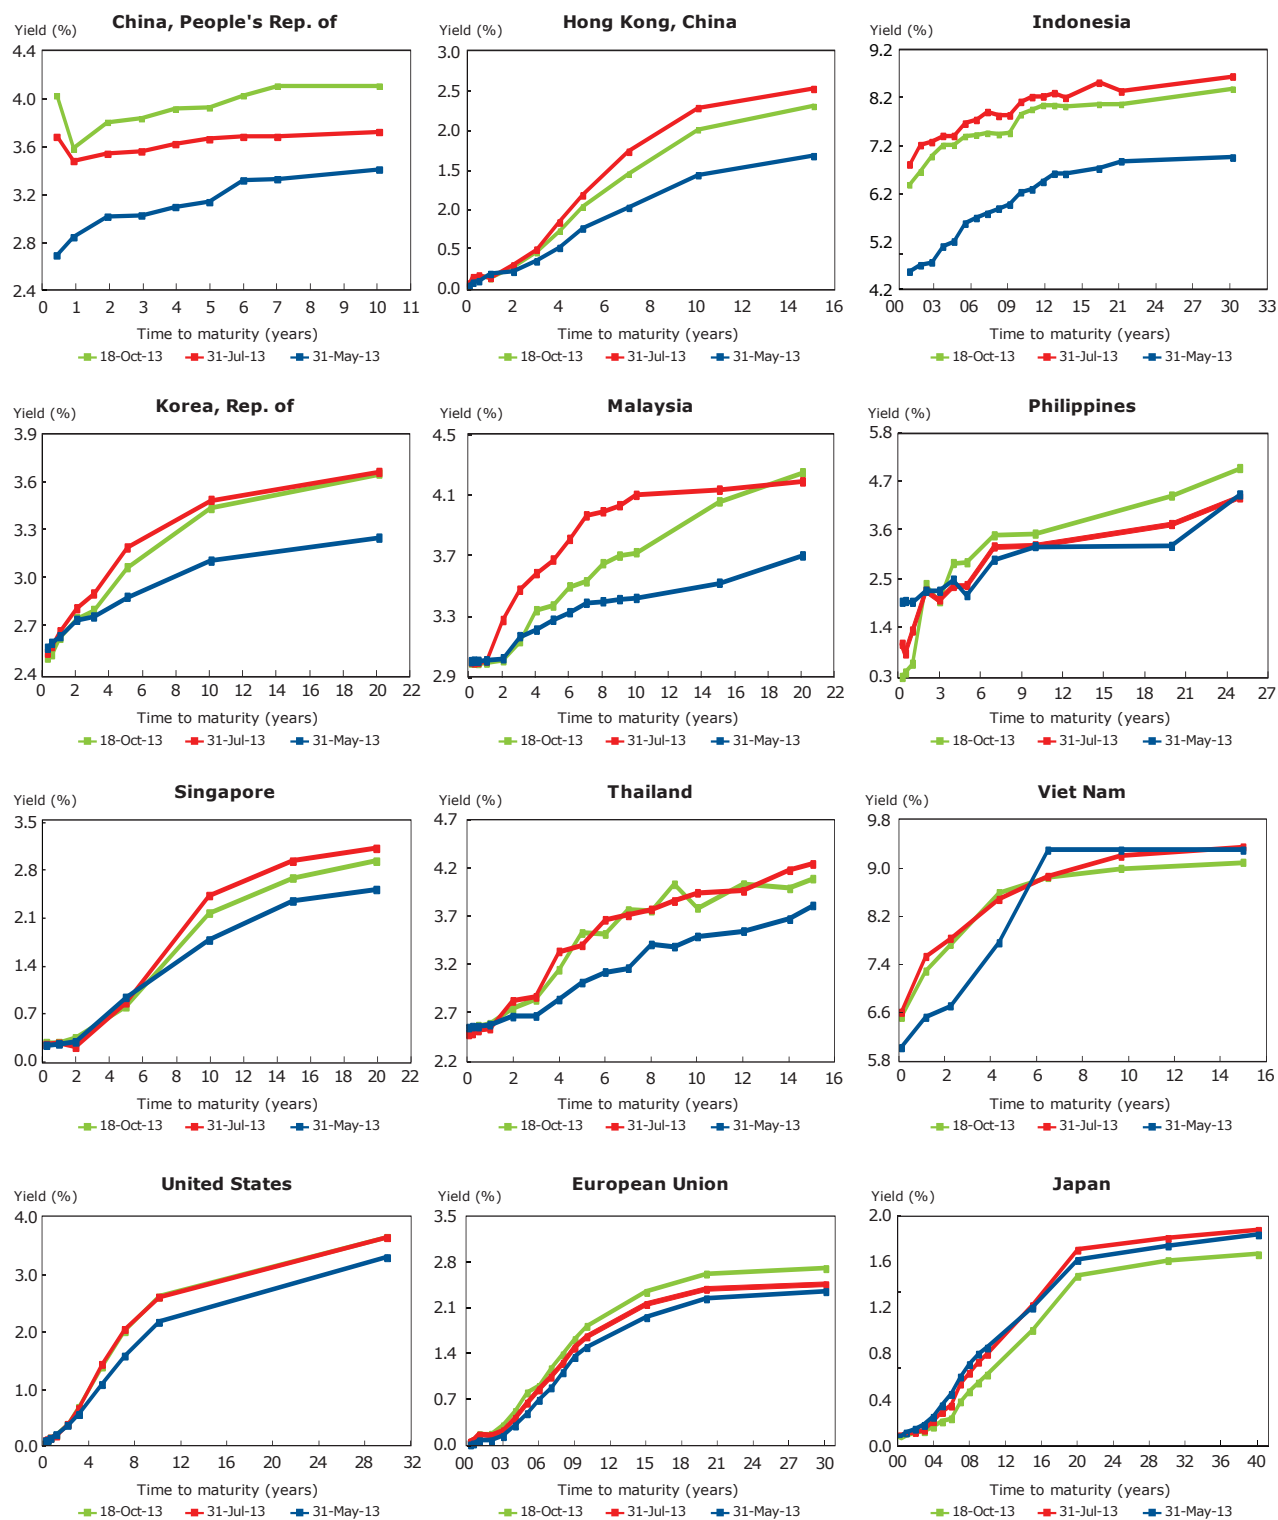 China, People's Rep. of
Yield (%)
4.4
4.0
3.6
3.2
2.8
2.4
0 1 2 3 4 5 6 7 8 9 10 11
Time to maturity (years)
18-Oct-13 31-Jul-13 31-May-13
Hong Kong, China
Yield (%)
3.0
2.5
2.0
1.5
2.0
0.5
0.0
0 2 4 6 8 10 12 14 16
Time to maturity (years)
18-Oct-13 31-Jul-13 31-May-13
Indonesia
Yield (%)
9.2
8.2
7.2
6.2
5.2
4.2
00 03 06 09 12 15 18 21 24 27 30 33
Time to maturity (years)
18-Oct-13 31-Jul-13 31-May-13
Korea, Rep. of
Yield (%)
3.9
3.6
3.3
3.0
2.7
2.4
0 2 4 6 8 10 12 14 16 18 20 22
Time to maturity (years)
18-Oct-13 31-Jul-13 31-May-13
Malaysia
Yield (%)
4.5
4.1
3.7
3.3
2.9
0 2 4 6 8 10 12 14 16 18 20 22
Time to maturity (years)
18-Oct-13 31-Jul-13 31-May-13
Philippines
Yield (%)
5.8
4.7
3.6
2.5
1.4
0.3
0 3 6 9 12 15 18 21 24 27
Time to maturity (years)
18-Oct-13 31-Jul-13 31-May-13
Singapore
Yield (%)
3.5
2.8
2.1
1.4
0.7
0.0
0 2 4 6 8 10 12 14 16 18 20 22
Time to maturity (years)
18-Oct-13 31-Jul-13 31-May-13
Thailand
Yield (%)
4.7
4.2
3.7
3.2
2.7
2.2
0 2 4 6 8 10 12 14 16
Time to maturity (years)
18-Oct-13 31-Jul-13 31-May-13
Viet Nam
Yield (%)
9.8
9.0
8.2
7.4
6.6
5.8
0 2 4 6 8 10 12 14 16
Time to maturity (years)
18-Oct-13 31-Jul-13 31-May-13
United States
Yield (%)
4.0
3.0
2.0
1.0
0.0
0 4 8 12 16 20 24 28 32
Time to maturity (years)
18-Oct-13 31-Jul-13 31-May-13
European Union
Yield (%)
3.5
2.8
2.1
1.4
0.7
0.0
00 03 06 09 12 15 18 21 24 27 30
Time to maturity (years)
18-Oct-13 31-Jul-13 31-May-13
Japan
Yield (%)
2.0
1.6
1.2
0.8
0.4
0.0
00 04 08 12 16 20 24 28 32 36 40
Time to maturity (years)
18-Oct-13 31-Jul-13 31-May-13